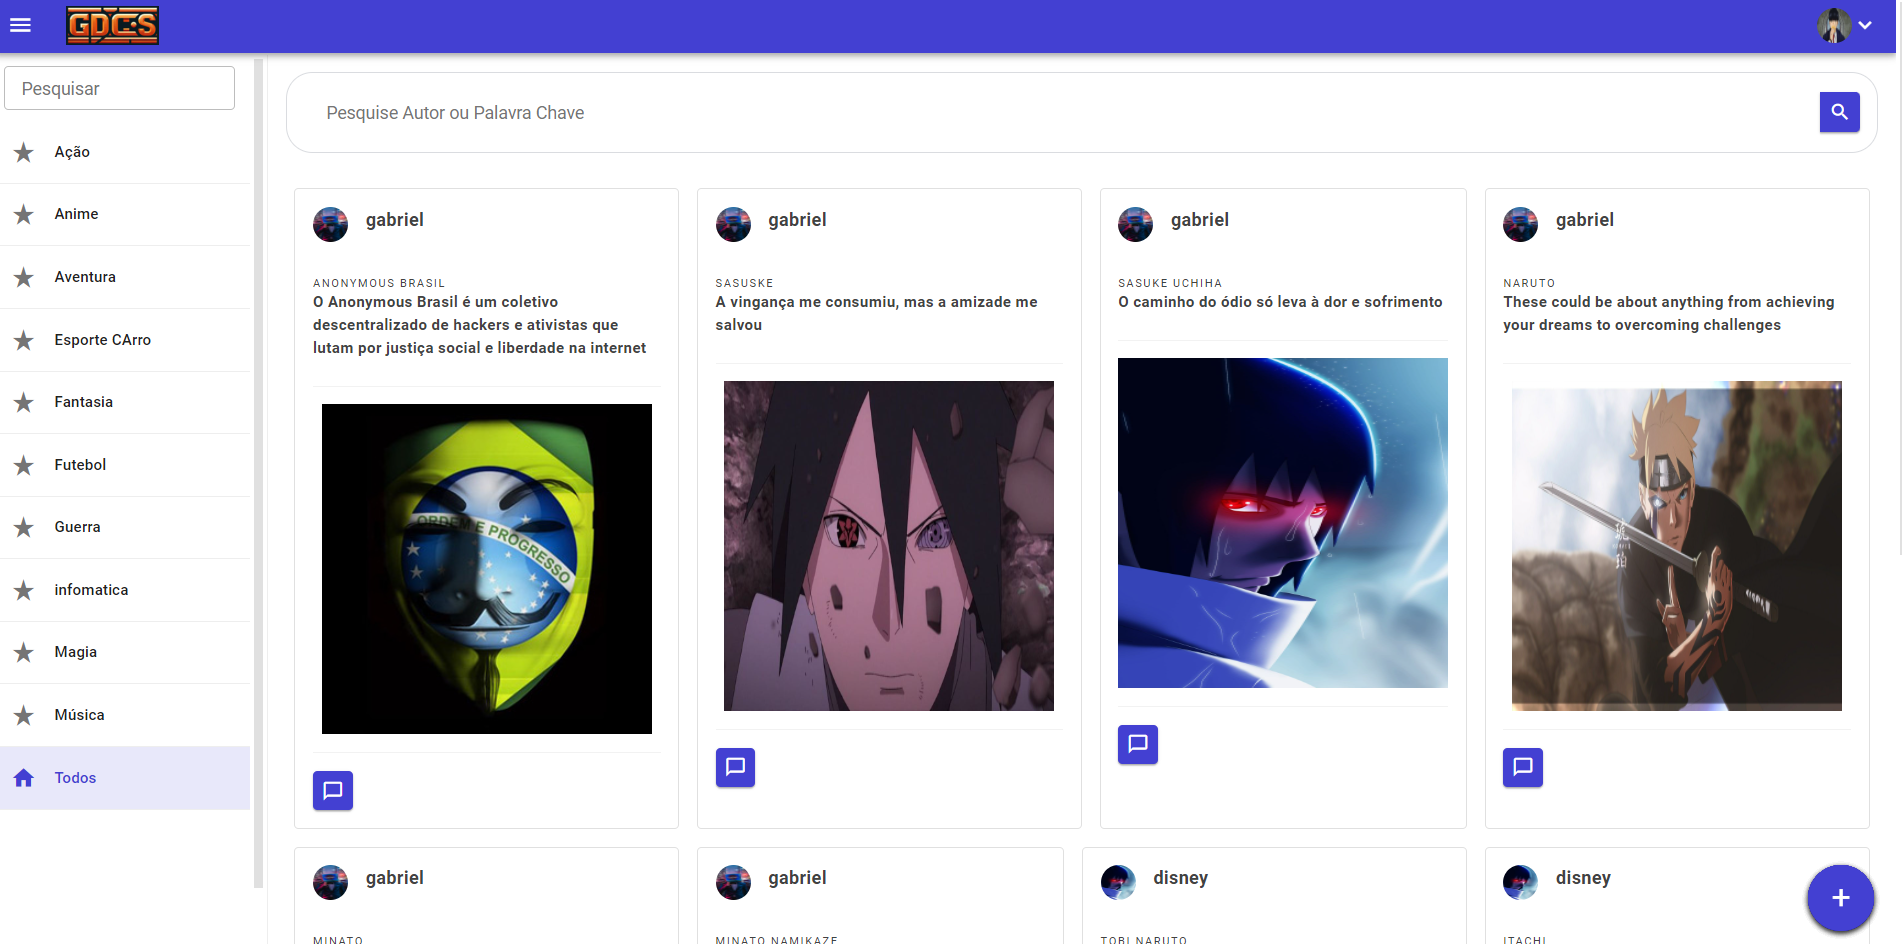 GDCS
Pesquisar
Ação
Anime
Aventura
Esporte CArro
Fantasia
Futebol
Guerra
infomatica
Magia
Música
Todos
Pesquise Autor ou Palavra Chave
gabriel
ANONYMOUS BRASIL
O Anonymous Brasil é um coletivo
descentralizado de hackers e ativistas que
lutam por justiça social e liberdade na internet
ORDEM E PROGRESSO
gabriel
SASUSKE
A vingança me consumiu, mas a amizade me
salvou
gabriel
SASUKE UCHIHA
O caminho do ódio só leva à dor e sofrimento
gabriel
NARUTO
These could be about anything from achieving
your dreams to overcoming challenges
gabriel
MINATO
gabriel
MINATO NAMIKAZE
disney
TOBI NARUTO
disney
ITACHI